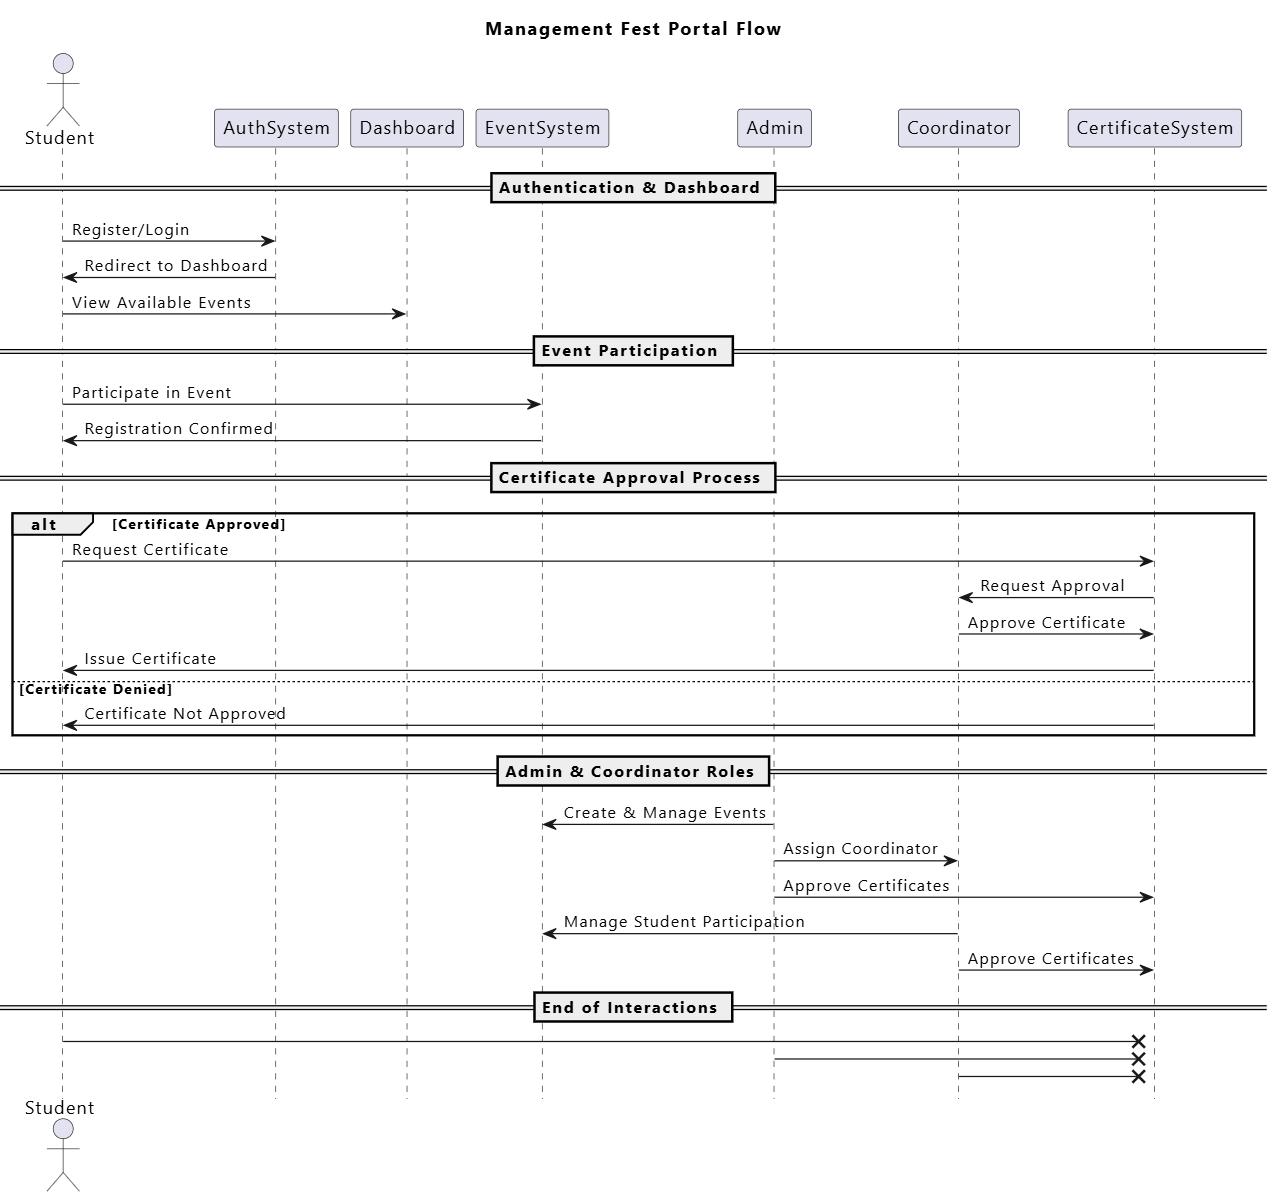 Management Fest Portal Flow
Student
AuthSystem
Dashboard
EventSystem
Admin
Coordinator
CertificateSystem
Authentication & Dashboard
Register/Login
Redirect to Dashboard
View Available Events
Event Participation
Participate in Event
Registration Confirmed
Certificate Approval Process
alt [Certificate Approved]
Request Certificate
Request Approval
Approve Certificate
Issue Certificate
[Certificate Denied]
Certificate Not Approved
Admin & Coordinator Roles
Create & Manage Events
Assign Coordinator
Approve Certificates
Manage Student Participation
Approve Certificates
End of Interactions
Student